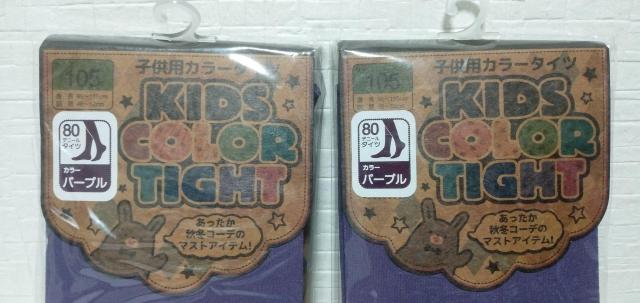 105
子供用カラータイツ
KIDS
COLOR
TIGHT
80
デニール
タイツ
カラー
パープル
あったか
秋冬コーデの
マストアイテム!
105
子供用カラータイツ
KIDS
COLOR
TIGHT
80
デニール
タイツ
カラー
パープル
あったか
秋冬コーデの
マストアイテム!